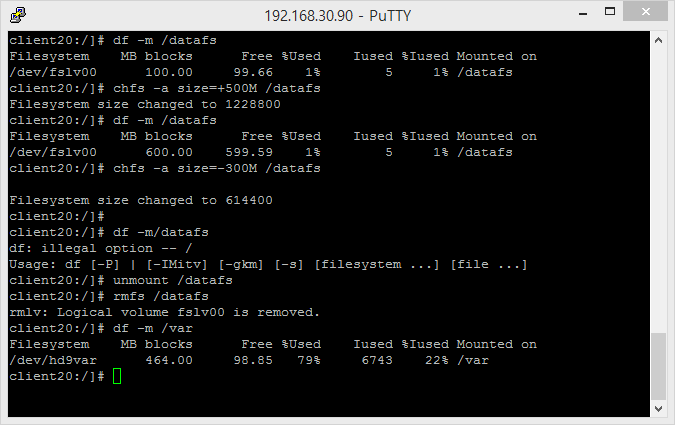 192.168.30.90 - PuTTY
client20:/]# df -m /datafs
Filesystem    MB blocks      Free %Used    Iused %Iused Mounted on
/dev/fslv00      100.00     99.66    1%        5     1% /datafs
client20:/]# chfs -a size=+500M /datafs
Filesystem size changed to 1228800
client20:/]# df -m /datafs
Filesystem    MB blocks      Free %Used    Iused %Iused Mounted on
/dev/fslv00      600.00    599.59    1%        5     1% /datafs
client20:/]# chfs -a size=-300M /datafs
Filesystem size changed to 614400
client20:/]#
client20:/]# df -m/datafs
df: illegal option -- /
Usage: df [-P] | [-IMitv] [-gkm] [-s] [filesystem ...] [file ...]
client20:/]# unmount /datafs
client20:/]# rmfs /datafs
rmlv: Logical volume fslv00 is removed.
client20:/]# df -m /var
Filesystem    MB blocks      Free %Used    Iused %Iused Mounted on
/dev/hd9var      464.00     98.85   79%     6743    22% /var
client20:/]#